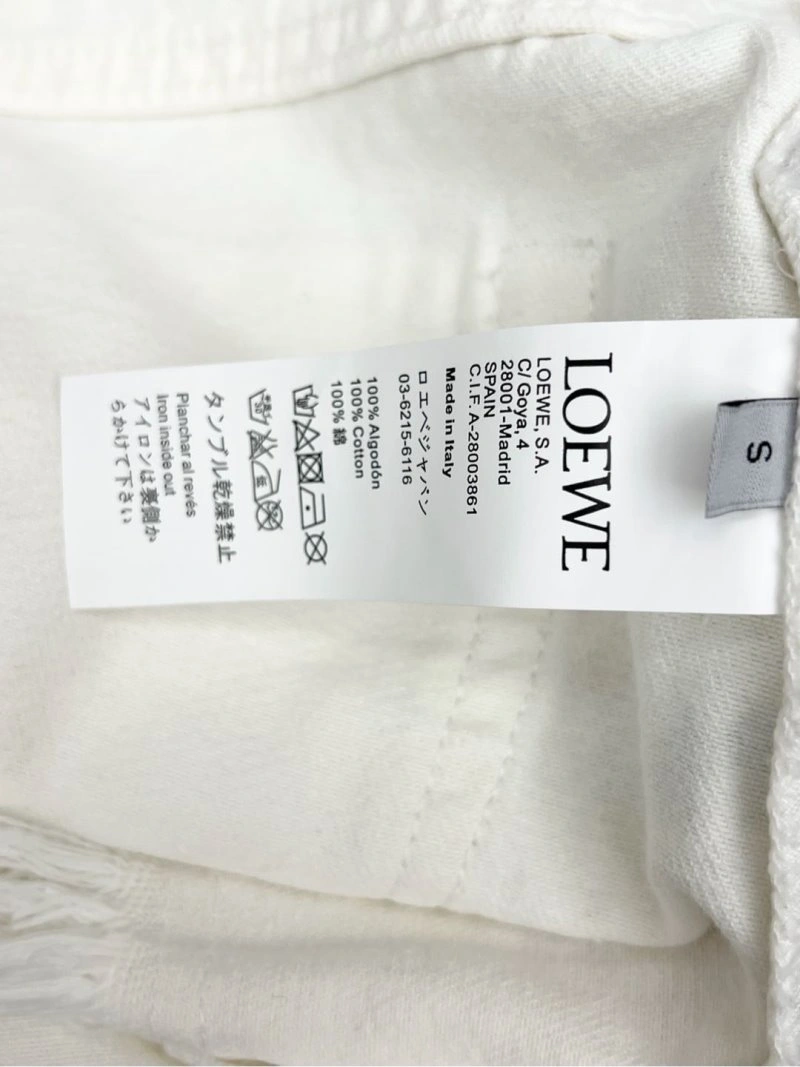 S
LOEWE
LOEWE, S.A.
C/ Goya, 4
28001-Madrid
SPAIN
C.I.F. A-28003861
Made in Italy
ロエベジャパン
03-6215-6116
100% Algodón
100% Cotton
100% 綿
タンブル乾燥禁止
Planchar al revés
Iron inside out
アイロンは裏側か
らかけて下さい